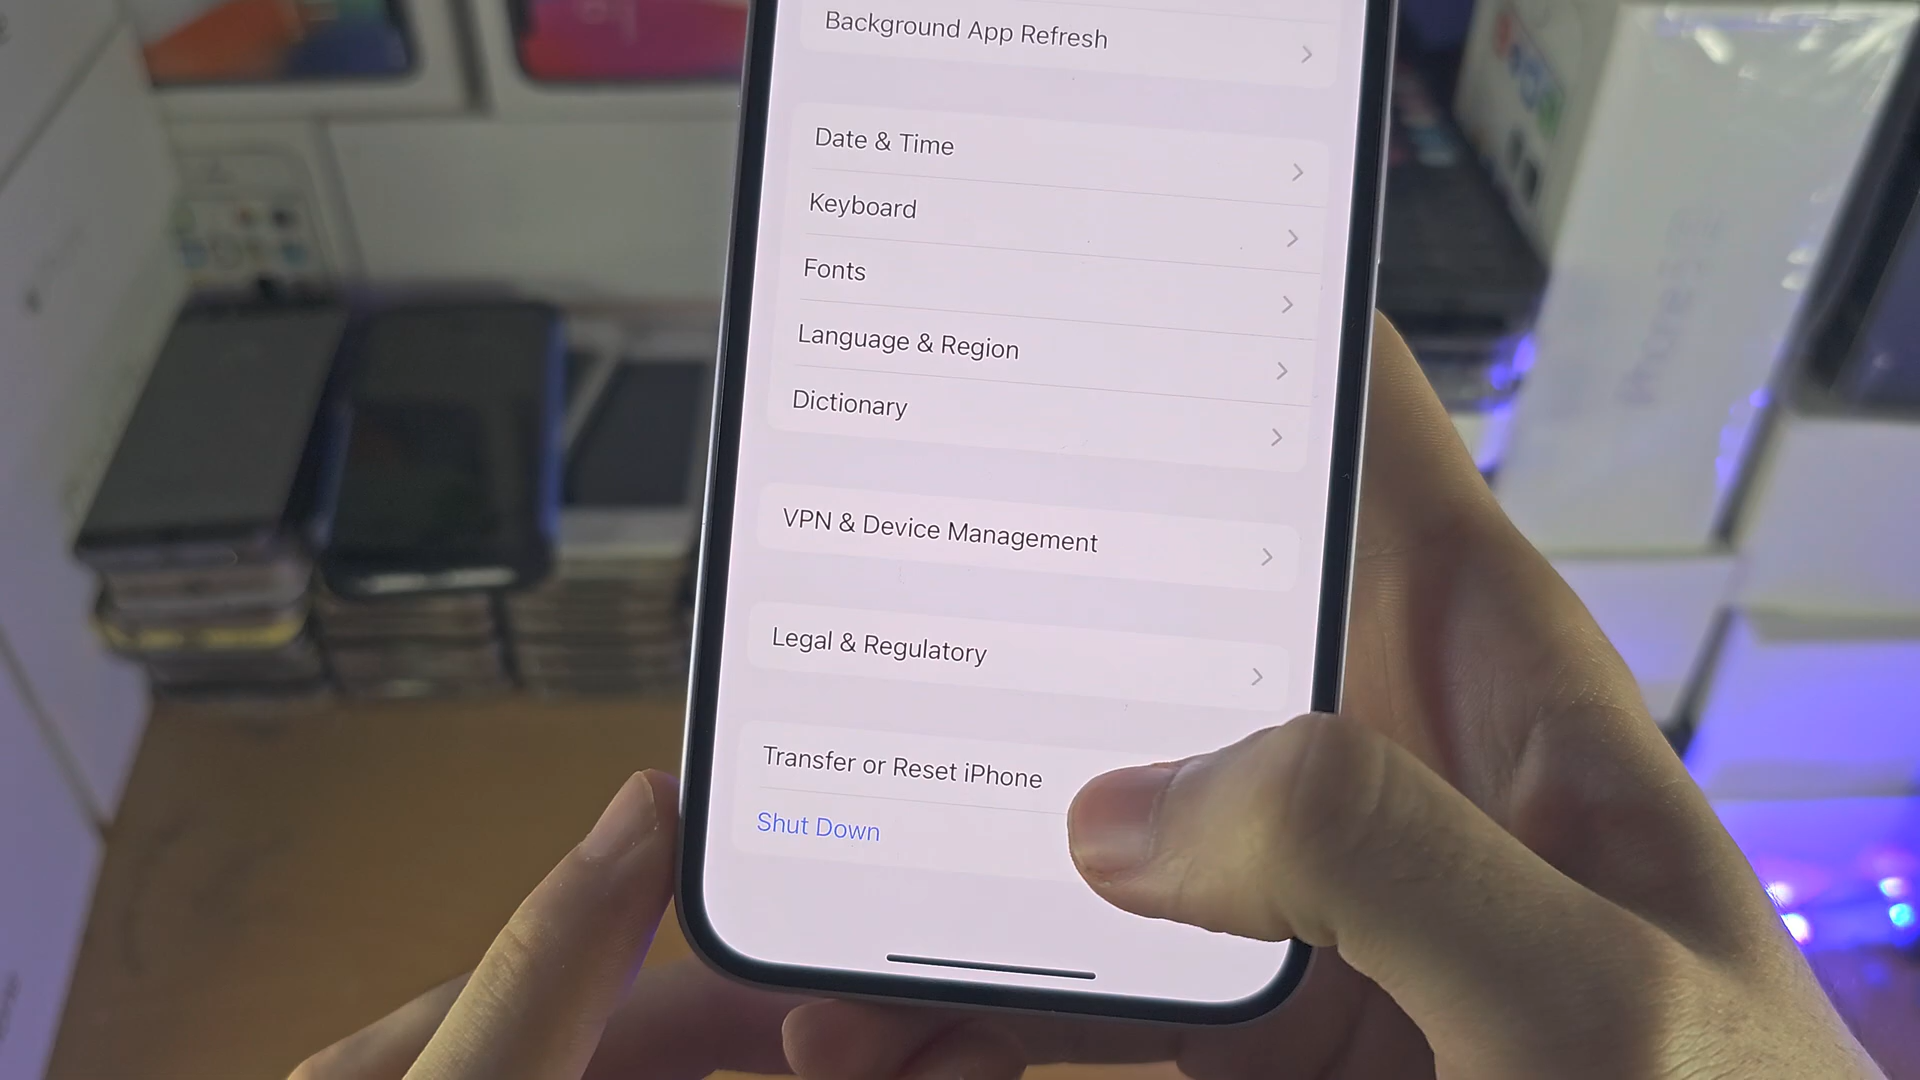 Background App Refresh
Date & Time
Keyboard
Fonts
Language & Region
Dictionary
VPN & Device Management
Legal & Regulatory
Transfer or Reset iPhone
Shut Down